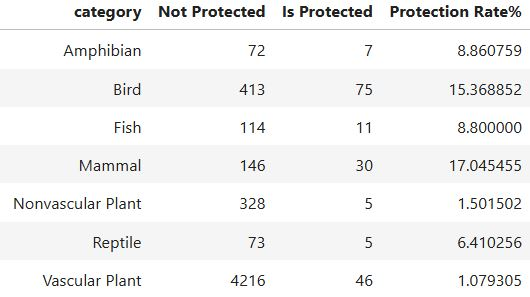 category Not Protected Is Protected Protection Rate%
Amphibian 72 7 8.860759
Bird 413 75 15.368852
Fish 114 11 8.800000
Mammal 146 30 17.045455
Nonvascular Plant 328 5 1.501502
Reptile 73 5 6.410256
Vascular Plant 4216 46 1.079305